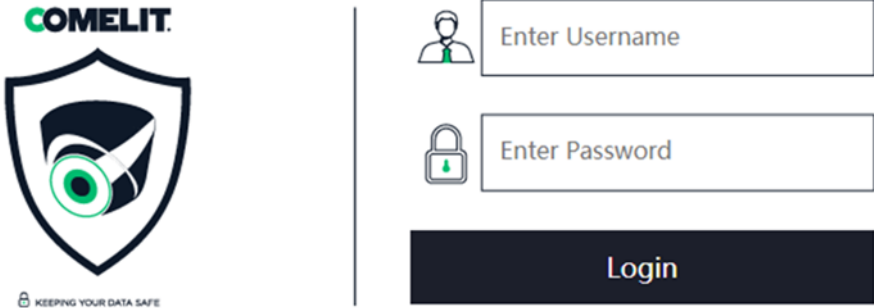 COMELIT.
KEEPING YOUR DATA SAFE
Enter Username
Enter Password
Login